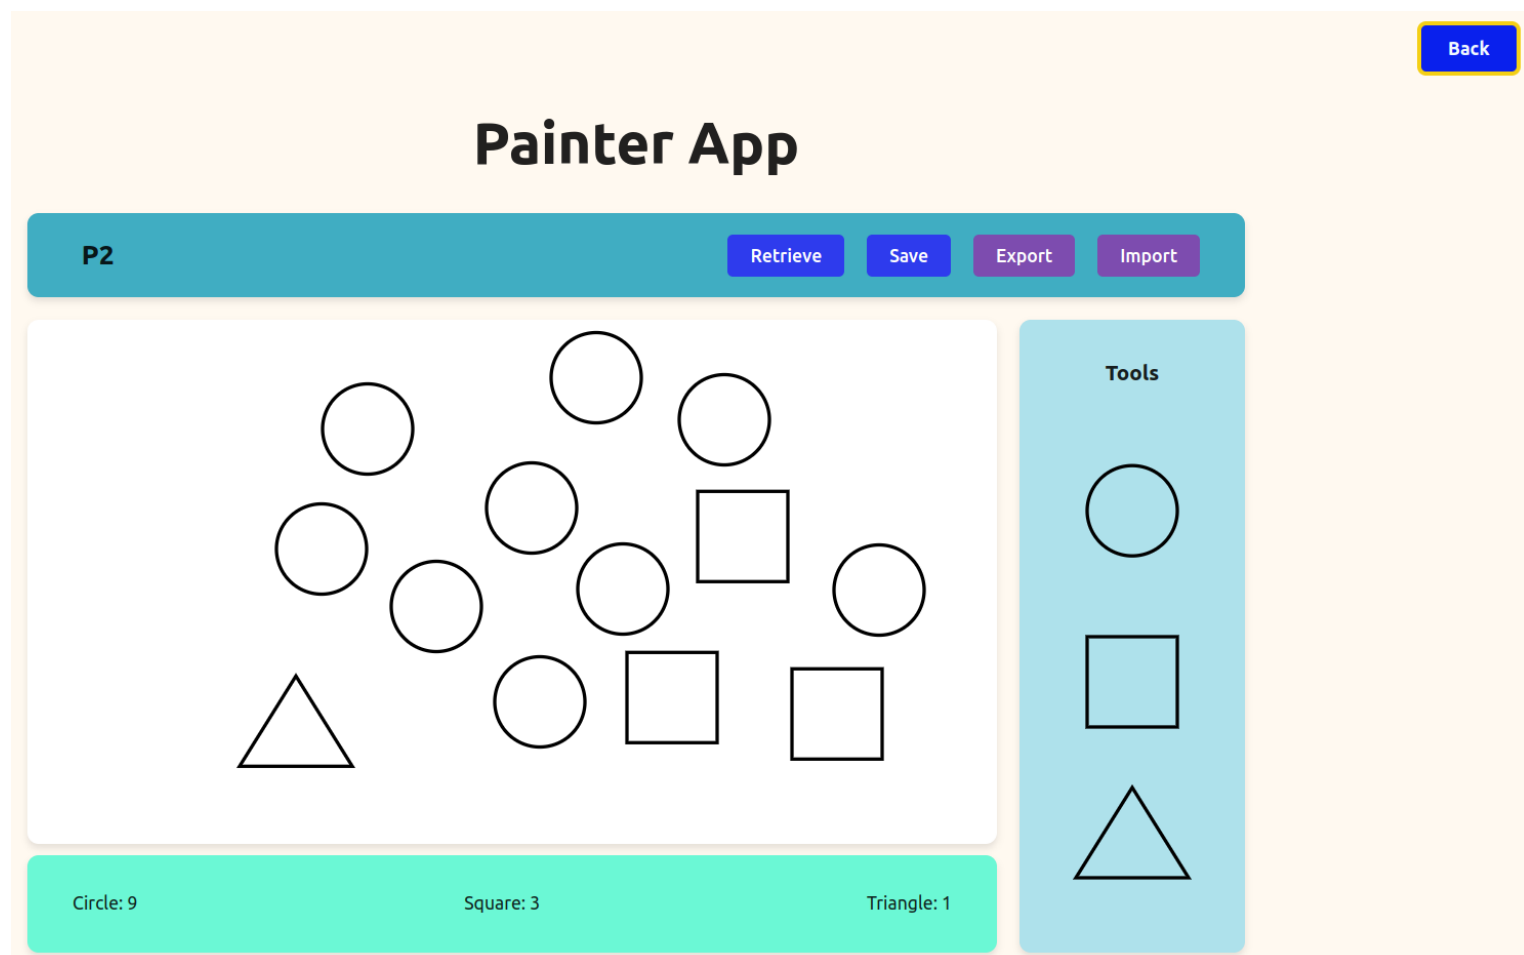 Back
Painter App
P2
Retrieve
Save
Export
Import
Tools
Circle: 9
Square: 3
Triangle: 1